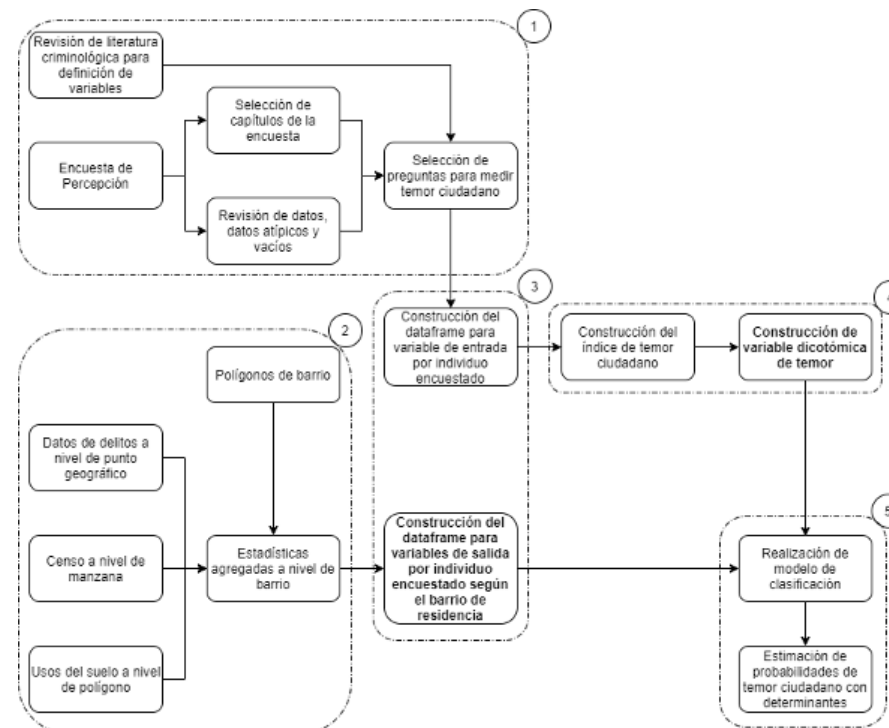 1
Revisión de literatura
criminológica para
definición de
variables
Selección de
capítulos de la
encuesta
Encuesta de
Percepción
Selección de
preguntas para medir
temor ciudadano
Revisión de datos,
datos atípicos y
vacíos
3
4
2
Construcción del
dataframe para
variable de entrada
por individuo
encuestado
Construcción del
índice de temor
ciudadano
Construcción de
variable dicotómica
de temor
Polígonos de barrio
Datos de delitos a
nivel de punto
geográfico
5
Censo a nivel de
manzana
Estadísticas
agregadas a nivel de
barrio
Construcción del
dataframe para
variables de salida
por individuo
encuestado según
el barrio de
residencia
Realización de
modelo de
clasificación
Usos del suelo a nivel
de polígono
Estimación de
probabilidades de
temor ciudadano con
determinantes